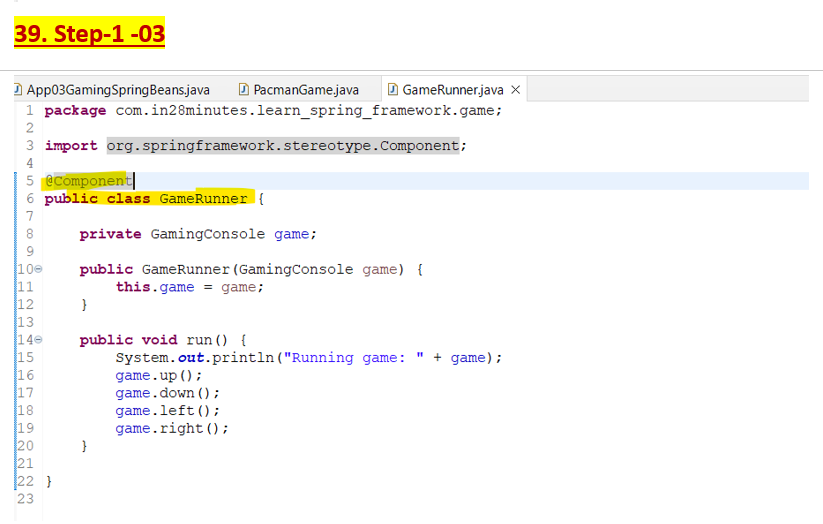 39. Step-1 -03
App03GamingSpringBeans.java PacmanGame.java GameRunner.java
1 package com.in28minutes.learn_spring_framework.game;
2
3 import org.springframework.stereotype.Component;
4
5 @Component
6 public class GameRunner {
7
8 private GamingConsole game;
9
10 public GameRunner(GamingConsole game) {
11 this.game = game;
12 }
13
14 public void run() {
15 System.out.println("Running game: " + game);
16 game.up();
17 game.down();
18 game.left();
19 game.right();
20 }
21
22 }
23